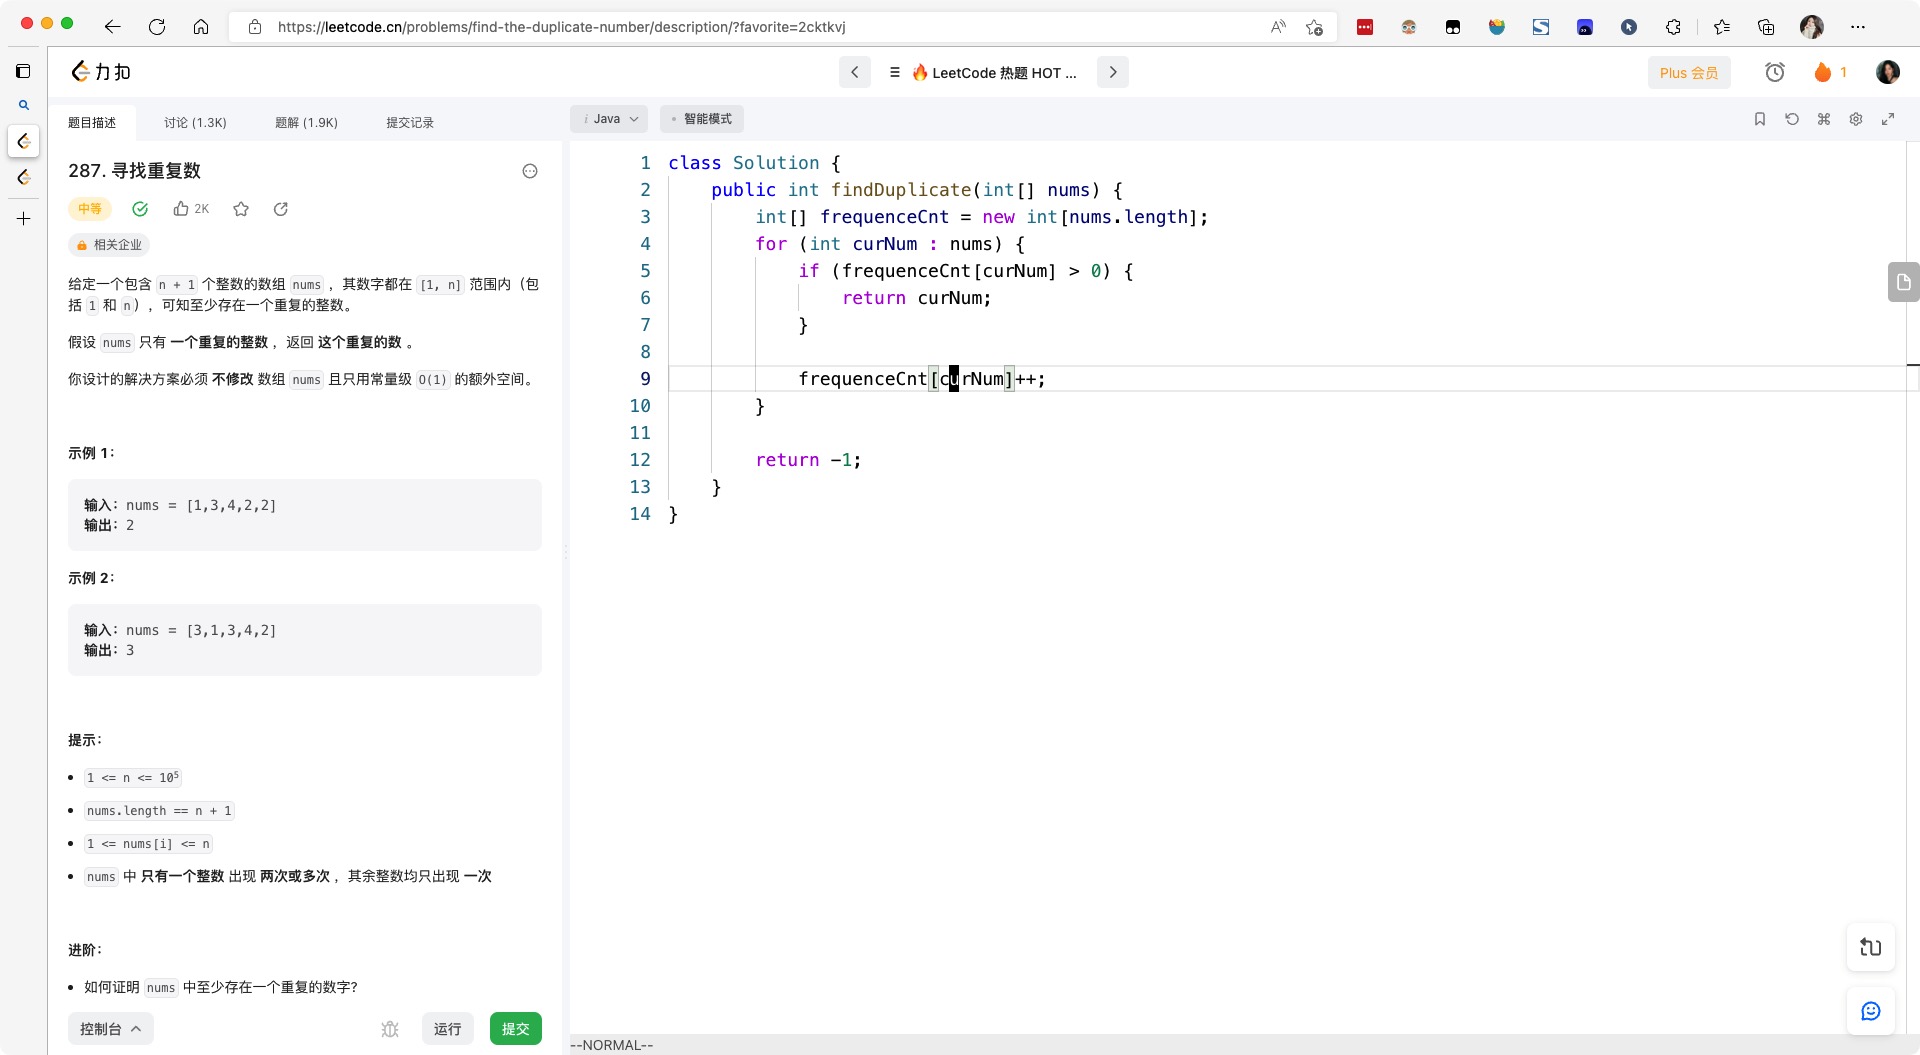 https://leetcode.cn/problems/find-the-duplicate-number/description/?favorite=2cktkvj
力扣
🔥 LeetCode 热题 HOT ...
Plus 会员
1
题目描述
讨论 (1.3K)
题解 (1.9K)
提交记录
287. 寻找重复数
中等
2K
相关企业
给定一个包含 n + 1 个整数的数组 nums ，其数字都在 [1, n] 范围内（包
括 1 和 n），可知至少存在一个重复的整数。
假设 nums 只有 一个重复的整数 ，返回 这个重复的数 。
你设计的解决方案必须 不修改 数组 nums 且只用常量级 O(1) 的额外空间。
示例 1：
输入：nums = [1,3,4,2,2]
输出：2
示例 2：
输入：nums = [3,1,3,4,2]
输出：3
提示：
• 1 <= n <= 10⁵
• nums.length == n + 1
• 1 <= nums[i] <= n
• nums 中 只有一个整数 出现 两次或多次 ，其余整数均只出现 一次
进阶：
• 如何证明 nums 中至少存在一个重复的数字?
控制台
运行
提交
i Java
智能模式
1 class Solution {
2     public int findDuplicate(int[] nums) {
3         int[] frequenceCnt = new int[nums.length];
4         for (int curNum : nums) {
5             if (frequenceCnt[curNum] > 0) {
6                 return curNum;
7             }
8
9             frequenceCnt[curNum]++;
10         }
11
12         return -1;
13     }
14 }
--NORMAL--